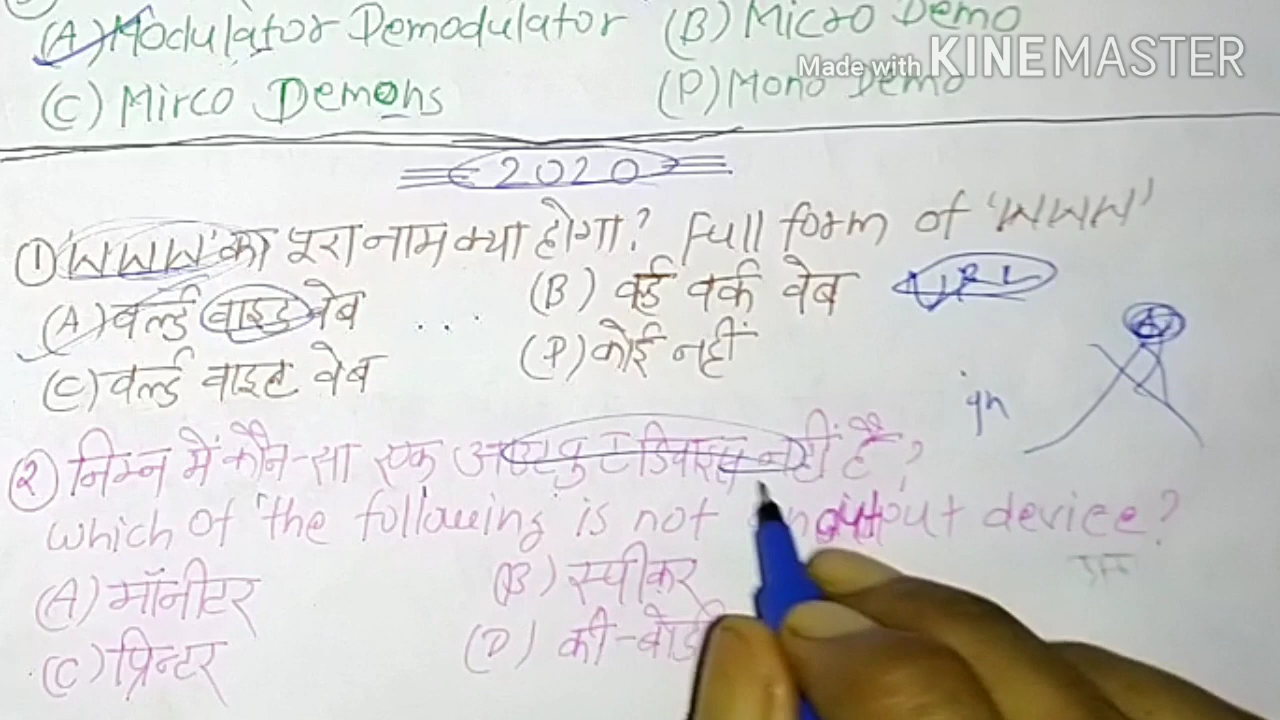 (A) Modulator Demodulator (B) Micro Demo
Made with KINEMASTER
(C) Mirco Demons (D) Mono Demo
2020
① 'WWW' का पूरा नाम क्या होगा? Full form of 'WWW'
(A) वर्ल्ड वाइड वेब ... (B) वर्ड वर्क वेब URL
(C) वर्ल्ड वाइट वेब (D) कोई नहीं
② निम्न में कौन-सा एक आउटपुट डिवाइस नहीं है?
Which of the following is not an output device?
(A) मॉनीटर (B) स्पीकर
(C) प्रिन्टर (D) की-बोर्ड